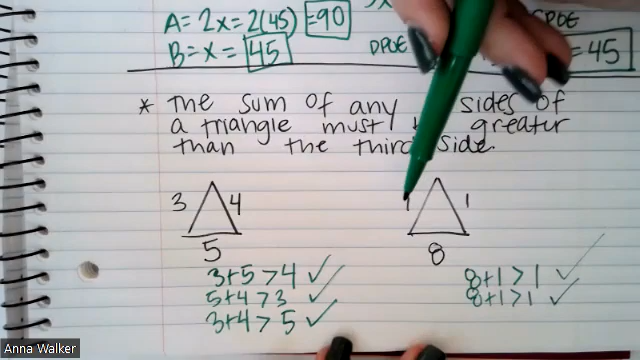 A = 2x = 2(45) = 90
B = x = 45
DPOE
= 45
* The sum of any sides of
a triangle must greater
than the third side.
3 4
5
1 1
8
3+5 > 4 ✓
5+4 > 3 ✓
3+4 > 5 ✓
8+1 > 1 ✓
8+1 > 1 ✓
Anna Walker